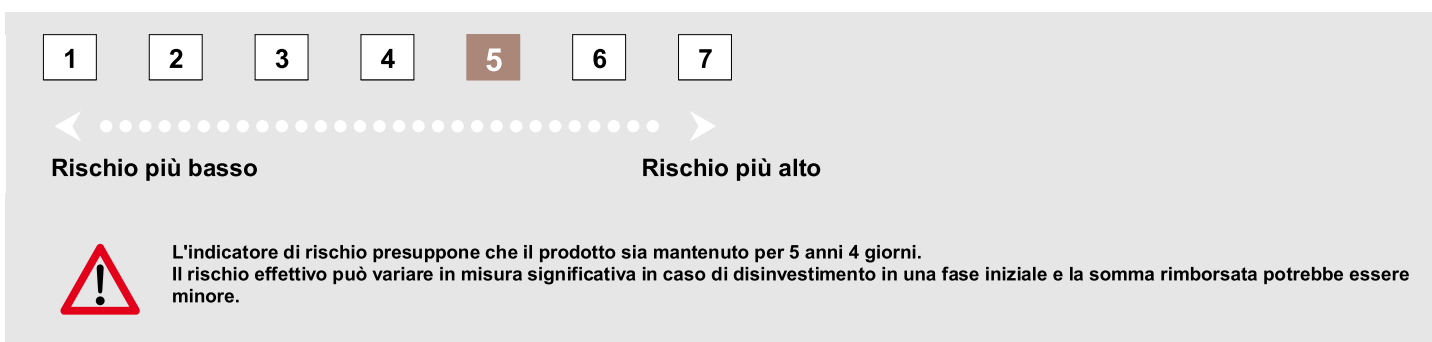 1 2 3 4 5 6 7
Rischio più basso Rischio più alto
L'indicatore di rischio presuppone che il prodotto sia mantenuto per 5 anni 4 giorni.
Il rischio effettivo può variare in misura significativa in caso di disinvestimento in una fase iniziale e la somma rimborsata potrebbe essere
minore.